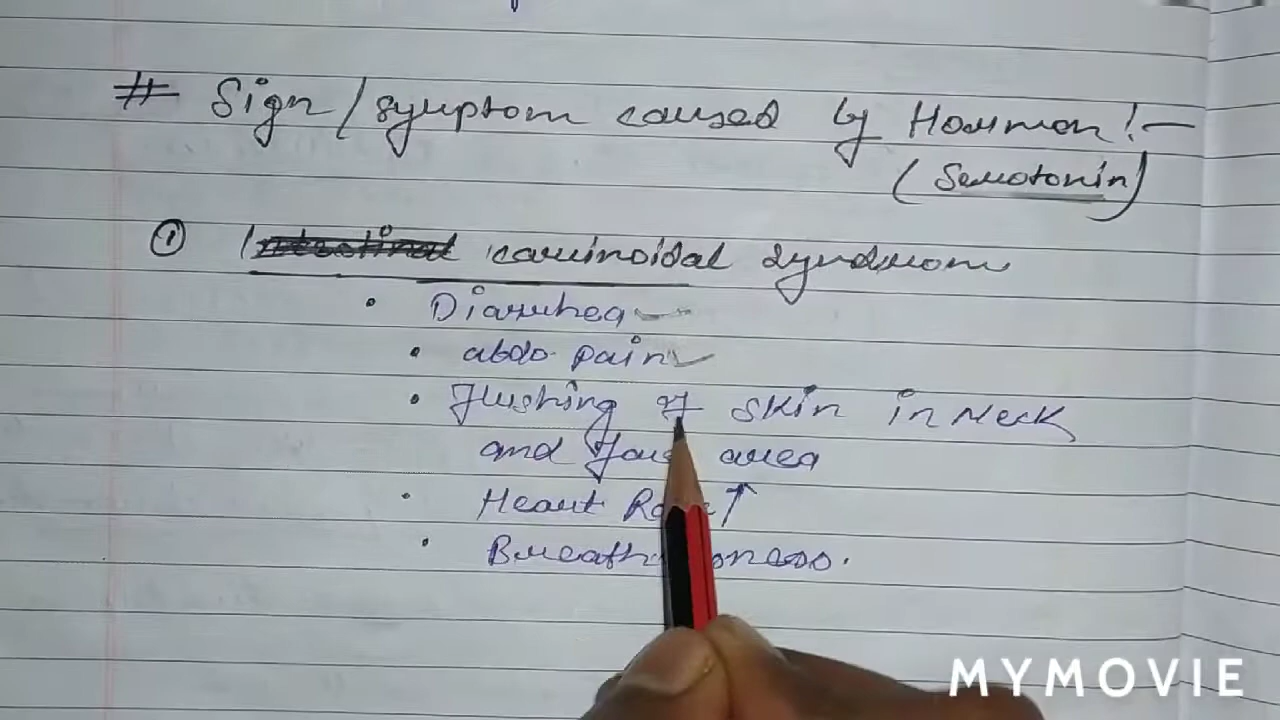 # Sign/symptom caused by Hormon!-
(Serotonin)
① carcinoidal syndrom
• Diarrhea
• abdo. pain
• Flushing of skin in Neck
and face area
• Heart Rate↑
• Breathlessness.
MYMOVIE